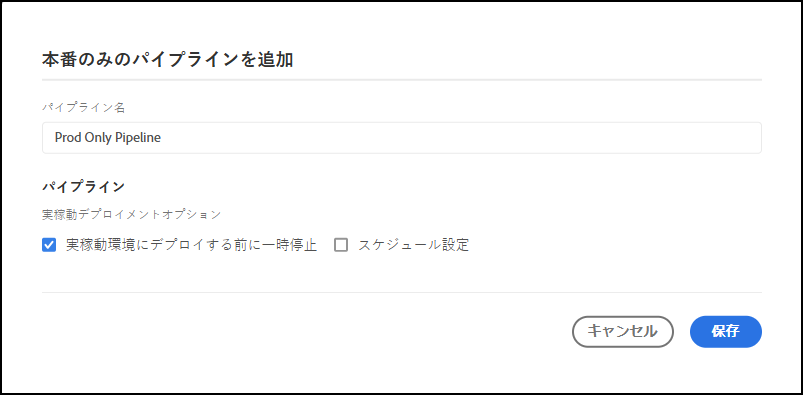 本番のみのパイプラインを追加
パイプライン名
Prod Only Pipeline
パイプライン
実稼動デプロイメントオプション
実稼動環境にデプロイする前に一時停止 スケジュール設定
キャンセル 保存